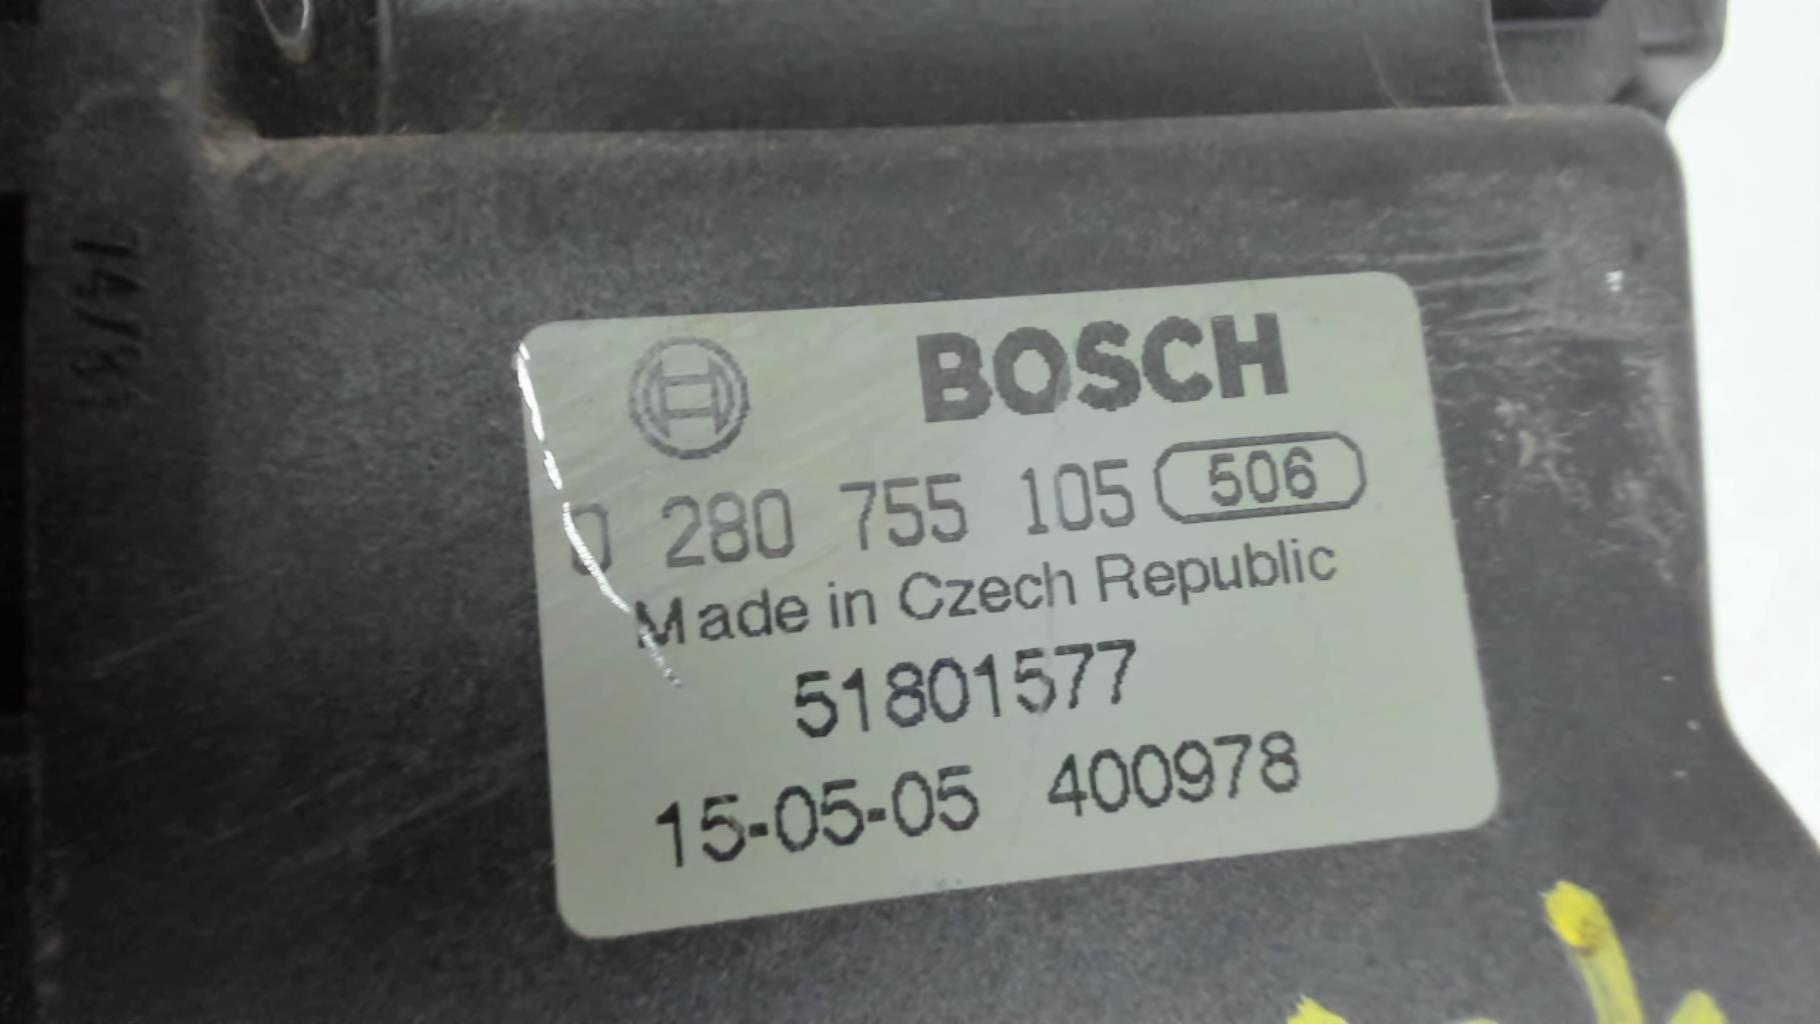 BOSCH
0 280 755 105 506
Made in Czech Republic
51801577
15-05-05 400978